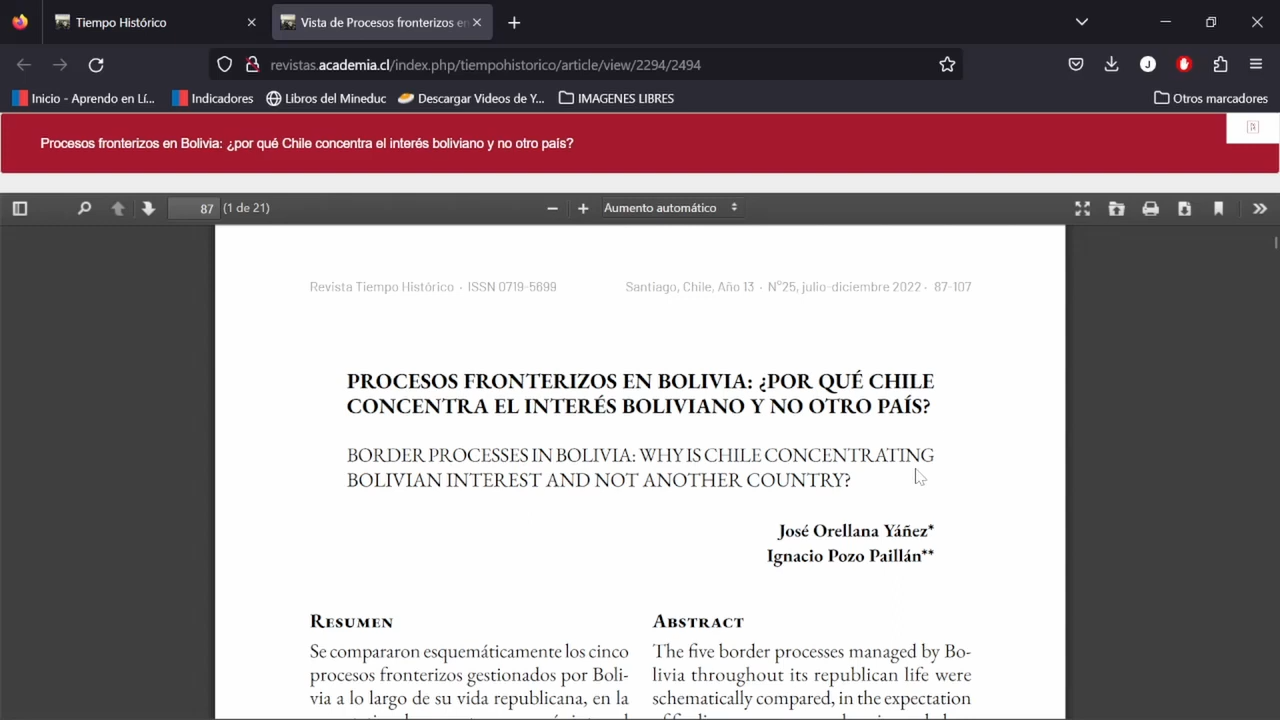 Tiempo Histórico
Vista de Procesos fronterizos en
revistas.academia.cl/index.php/tiempohistorico/article/view/2294/2494
J
Inicio - Aprendo en Lí...
Indicadores
Libros del Mineduc
Descargar Videos de Y...
IMAGENES LIBRES
Otros marcadores
Procesos fronterizos en Bolivia: ¿por qué Chile concentra el interés boliviano y no otro país?
87 (1 de 21)
Aumento automático
Revista Tiempo Histórico · ISSN 0719-5699
Santiago, Chile, Año 13 · N°25, julio-diciembre 2022 · 87-107
PROCESOS FRONTERIZOS EN BOLIVIA: ¿POR QUÉ CHILE
CONCENTRA EL INTERÉS BOLIVIANO Y NO OTRO PAÍS?
BORDER PROCESSES IN BOLIVIA: WHY IS CHILE CONCENTRATING
BOLIVIAN INTEREST AND NOT ANOTHER COUNTRY?
José Orellana Yáñez*
Ignacio Pozo Paillán**
Resumen
Se compararon esquemáticamente los cinco
procesos fronterizos gestionados por Boli-
via a lo largo de su vida republicana, en la
Abstract
The five border processes managed by Bo-
livia throughout its republican life were
schematically compared, in the expectation